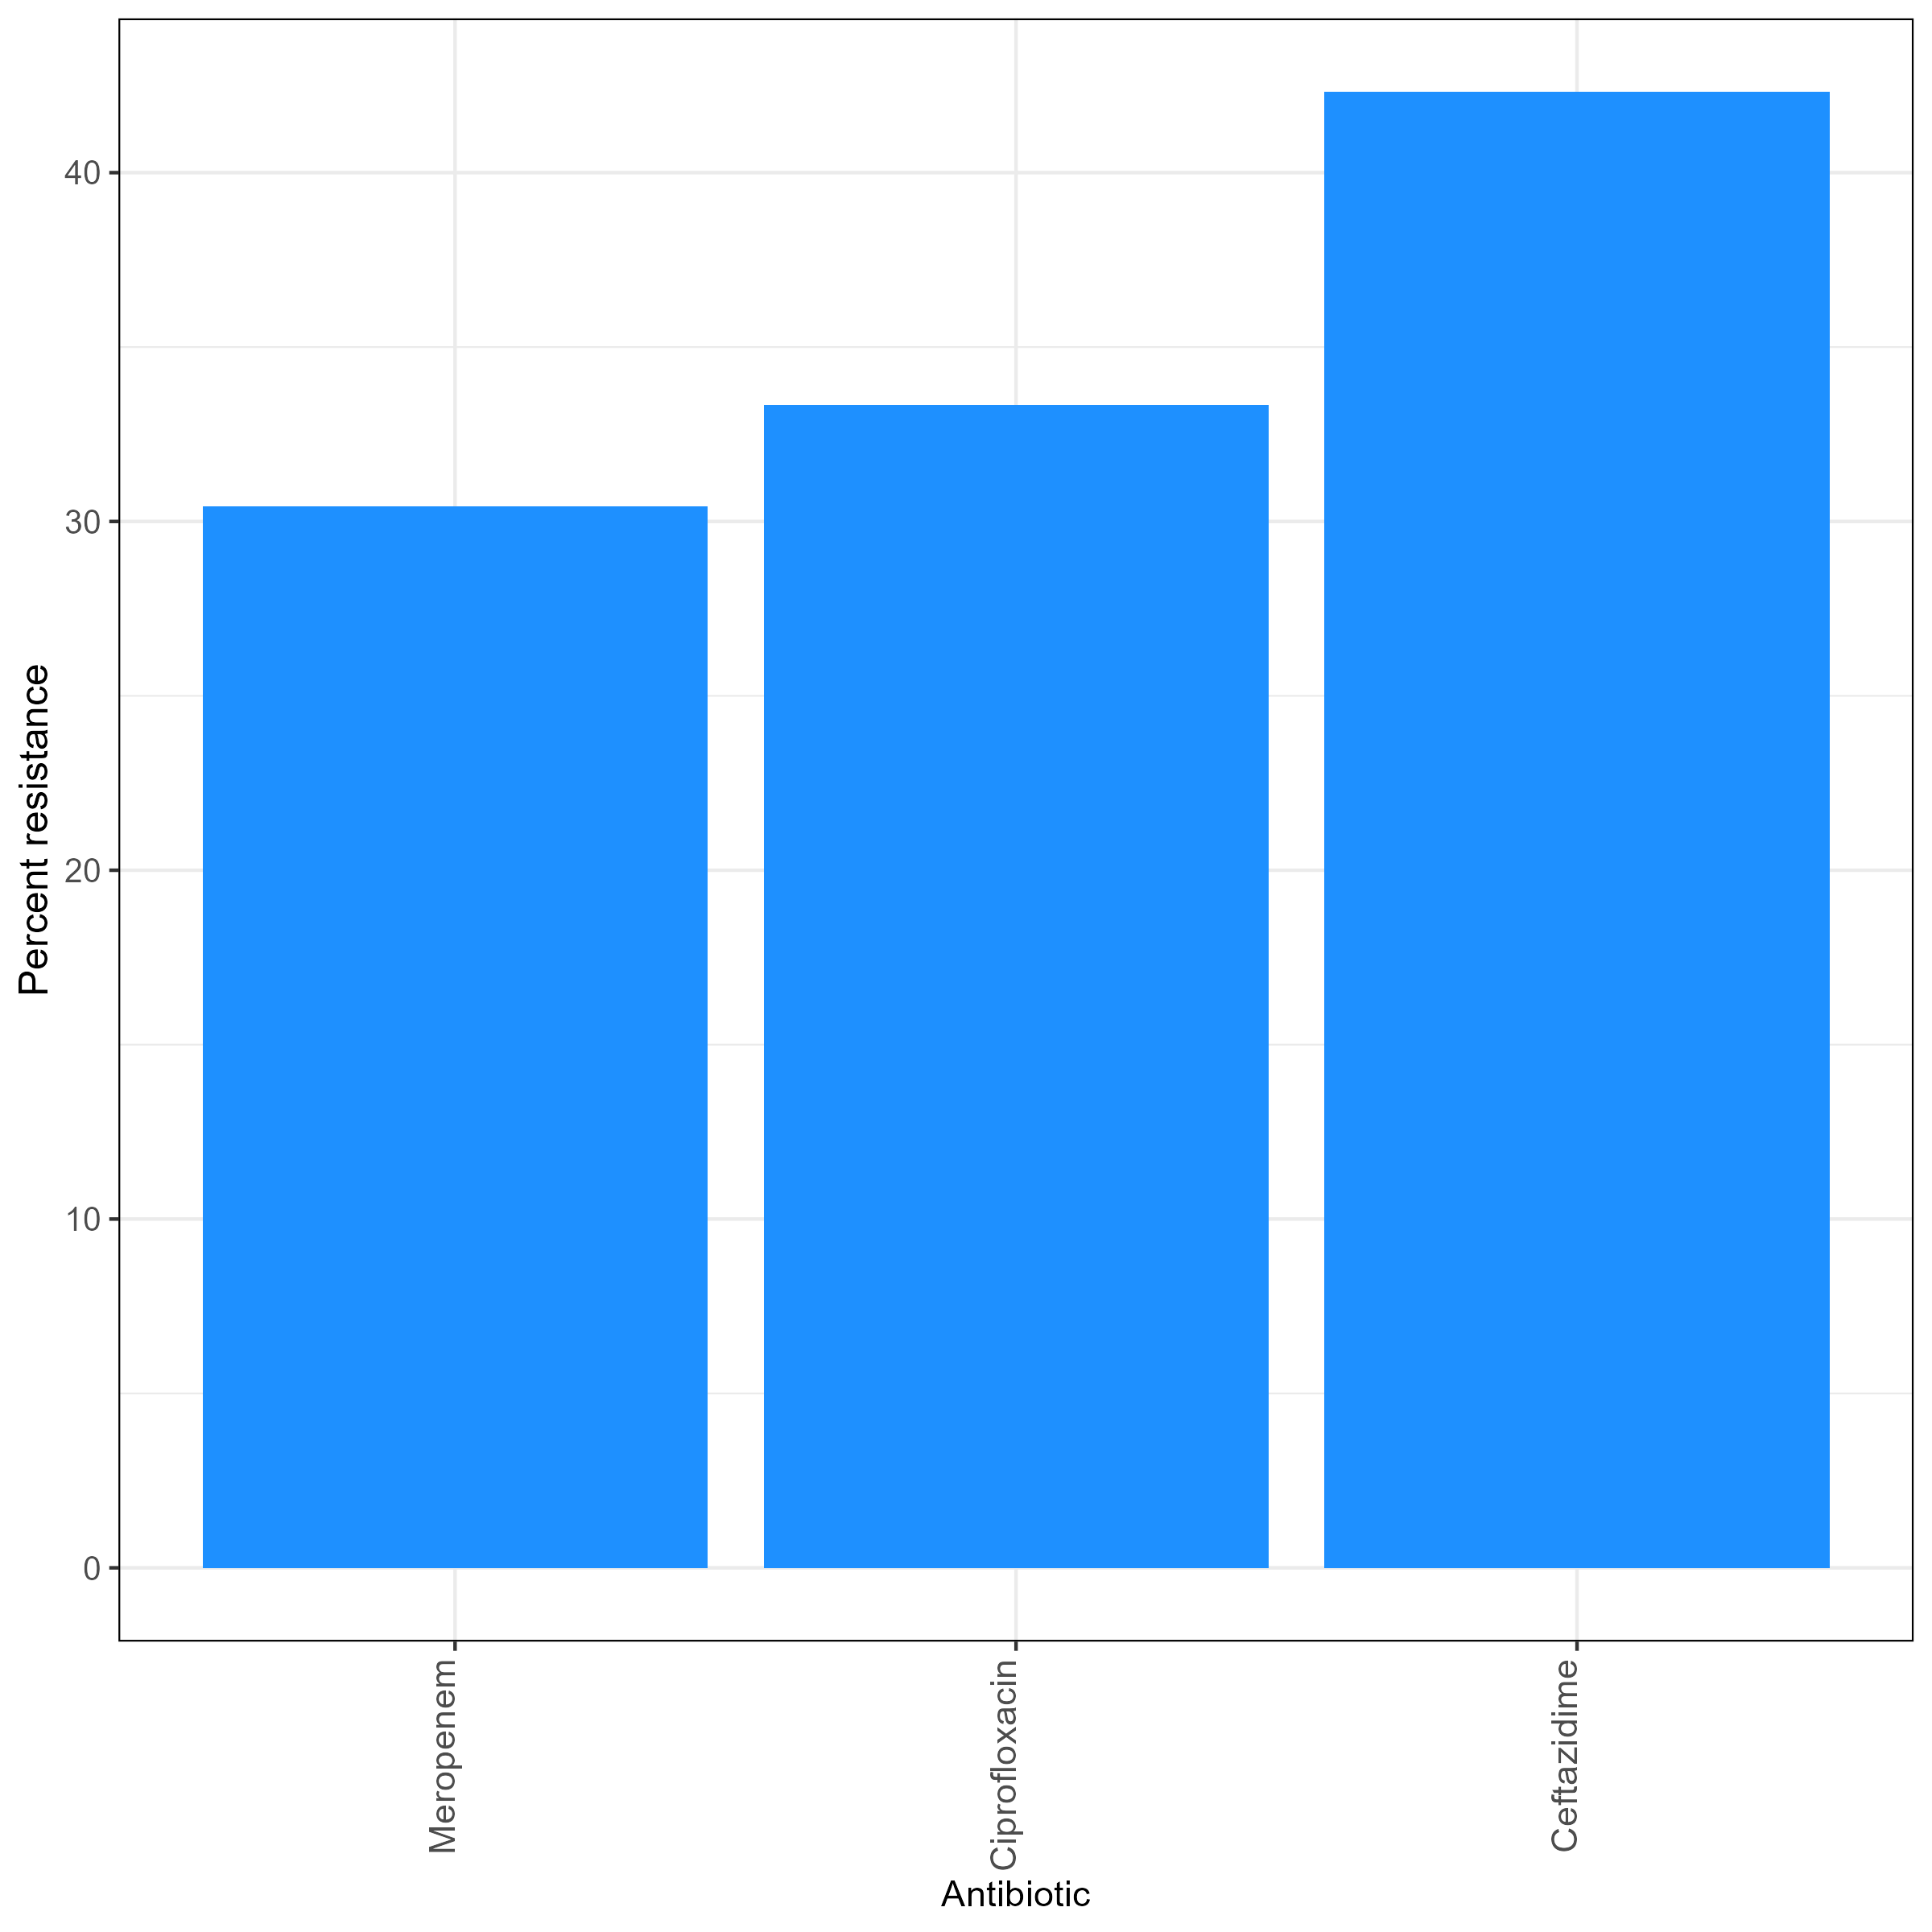 Percent resistance
40
30
20
10
0
Meropenem
Ciprofloxacin
Ceftazidime
Antibiotic